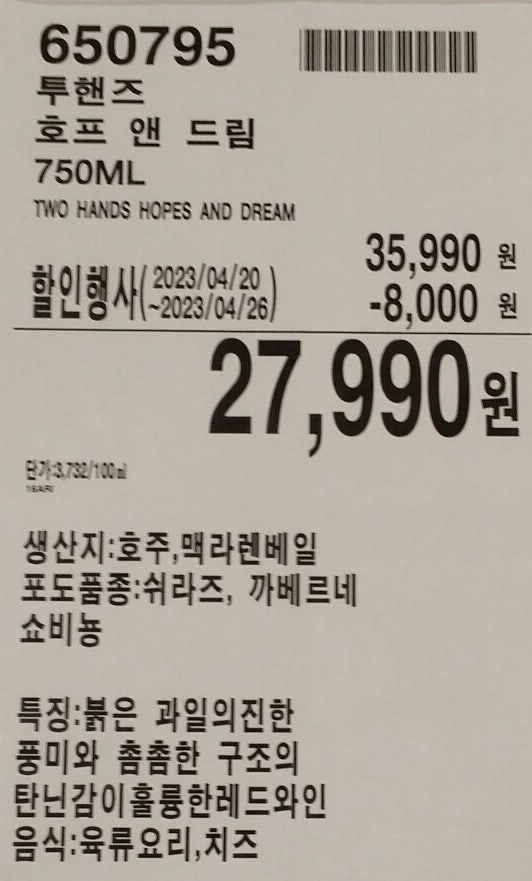 650795
투핸즈
호프 앤 드림
750ML
TWO HANDS HOPES AND DREAM
35,990 원
할인행사( 2023/04/20 ~2023/04/26) -8,000 원
27,990 원
단가:3,732/100㎖
생산지:호주,맥라렌베일
포도품종:쉬라즈, 까베르네
쇼비뇽
특징:붉은 과일의진한
풍미와 촘촘한 구조의
탄닌감이훌륭한레드와인
음식:육류요리,치즈